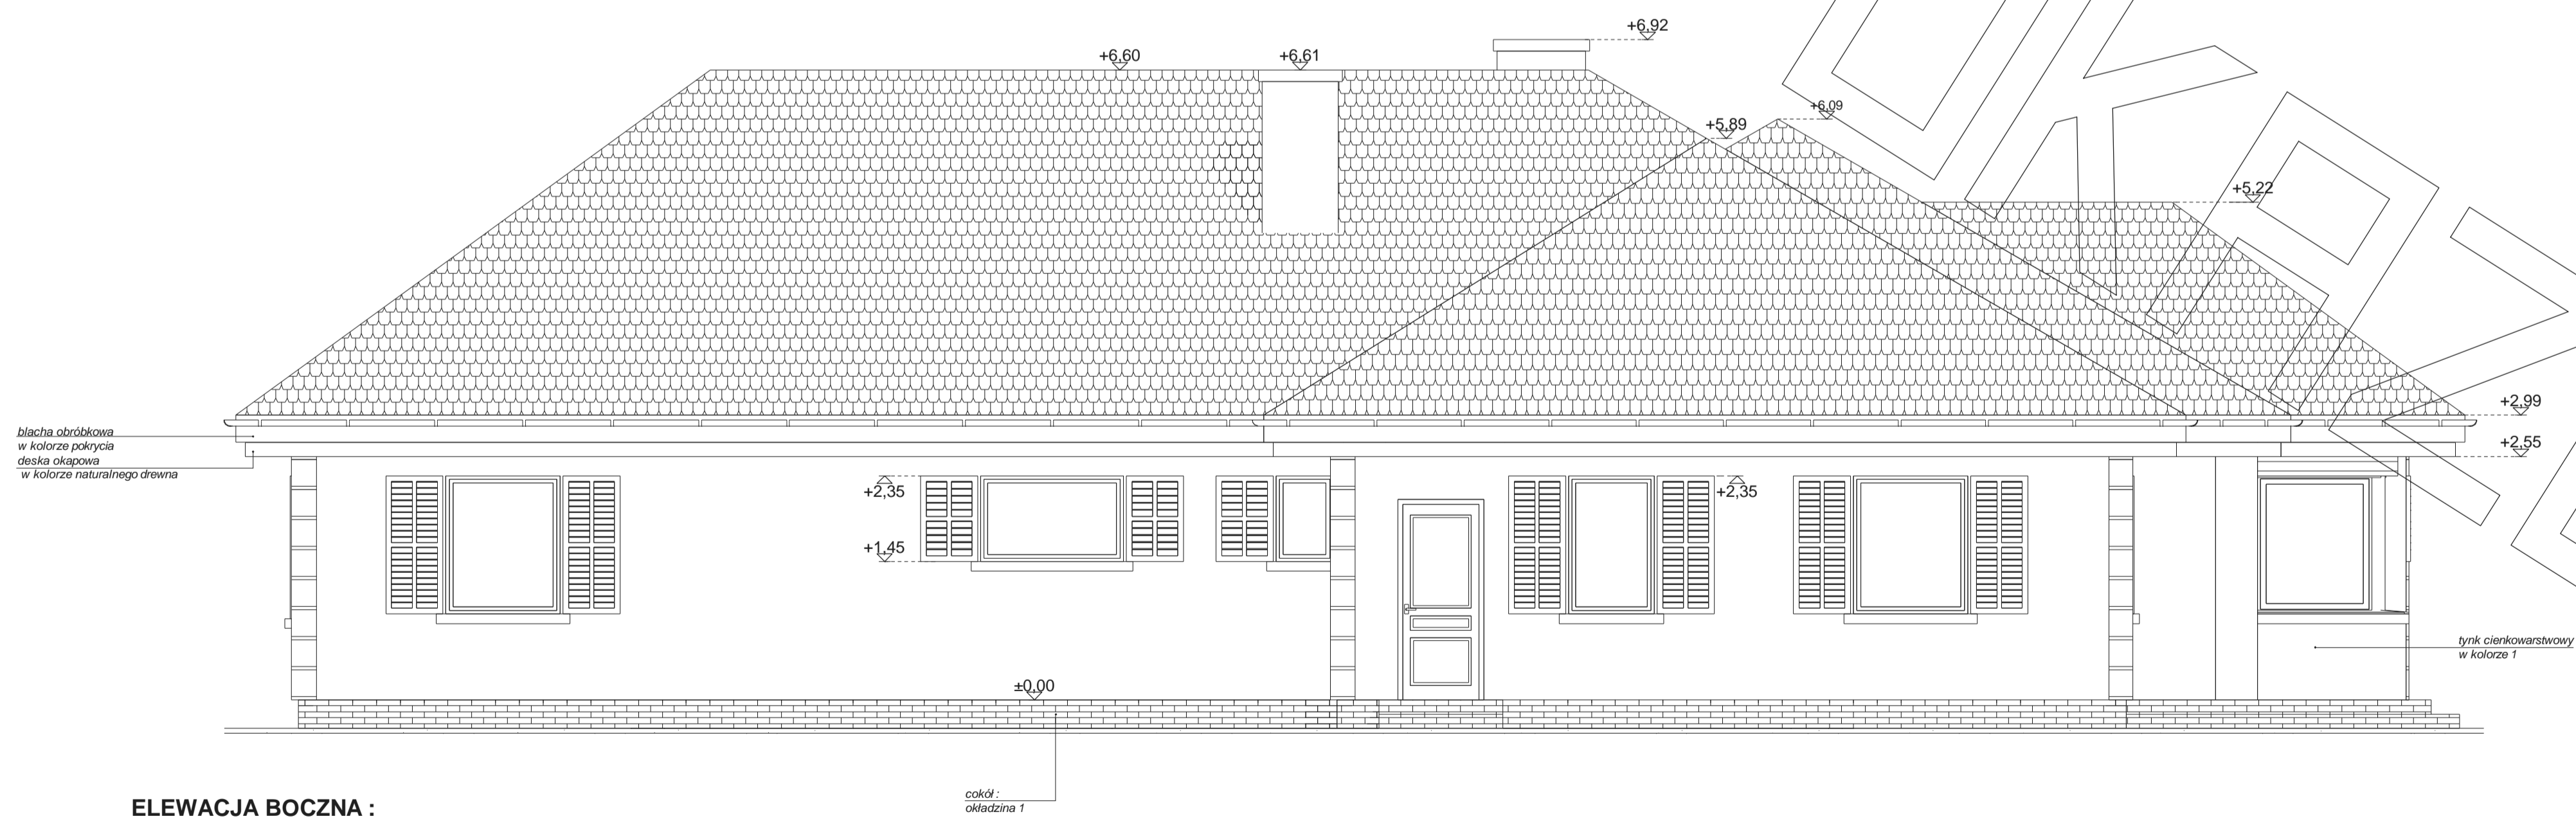 +6,92
+6,60
+6,61
+6,09
+5,89
+5,22
+2,99
blacha obróbkowa
w kolorze pokrycia
+2,55
deska okapowa
w kolorze naturalnego drewna
+2,35
+2,35
+1,45
tynk cienkowarstwowy
w kolorze 1
±0,00
cokół :
okładzina 1
ELEWACJA BOCZNA :